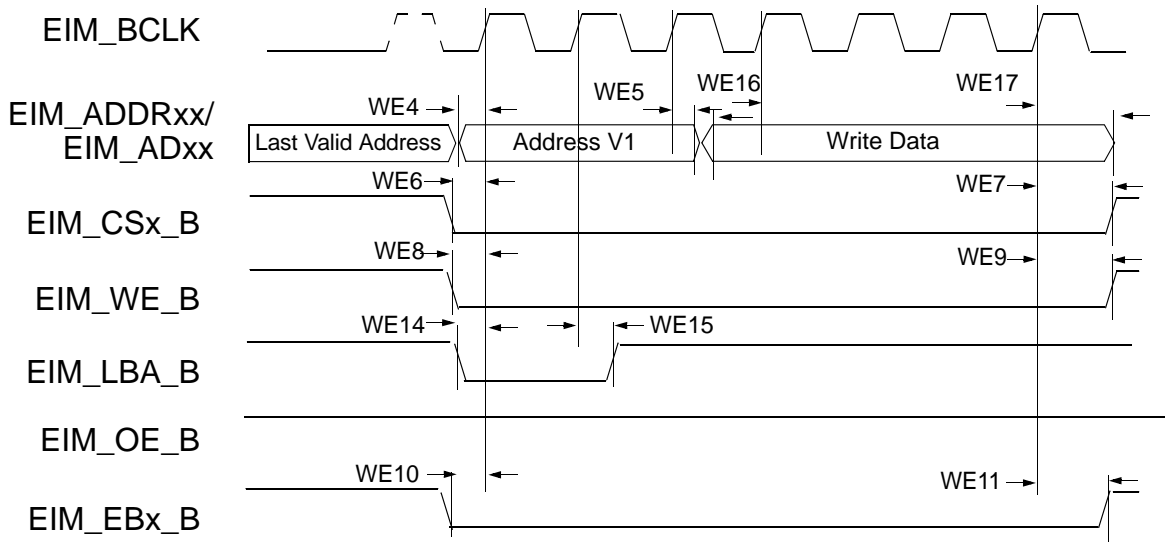 EIM_BCLK
WE4
WE5
WE16
WE17
EIM_ADDRxx/
EIM_ADxx
Last Valid Address
Address V1
Write Data
WE6
WE7
EIM_CSx_B
WE8
WE9
EIM_WE_B
WE14
WE15
EIM_LBA_B
EIM_OE_B
WE10
WE11
EIM_EBx_B